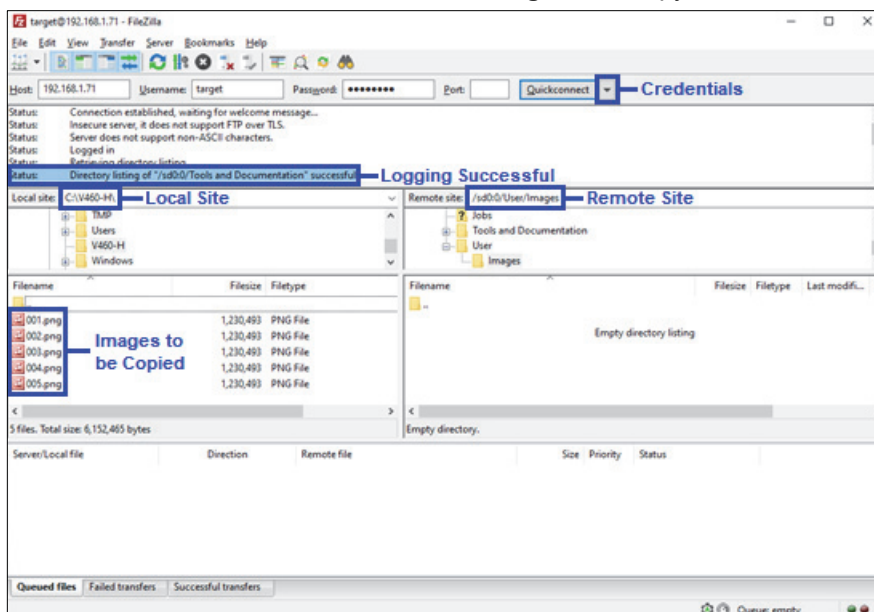 target@192.168.1.71 - FileZilla
File Edit View Transfer Server Bookmarks Help
Host: 192.168.1.71 Username: target Password: •••••••• Port: Quickconnect Credentials
Status: Connection established, waiting for welcome message...
Status: Insecure server, it does not support FTP over TLS.
Status: Server does not support non-ASCII characters.
Status: Logged in
Status: Retrieving directory listing
Status: Directory listing of "/sd0:0/Tools and Documentation" successful Logging Successful
Local site: C:\V460-H\ Local Site Remote site: /sd0:0/User/Images Remote Site
TMP
Users
V460-H
Windows
? Jobs
Tools and Documentation
User
Images
Filename Filesize Filetype
..
001.png 1,230,493 PNG File
002.png 1,230,493 PNG File
003.png 1,230,493 PNG File
004.png 1,230,493 PNG File
005.png 1,230,493 PNG File
Images to
be Copied
5 files. Total size: 6,152,465 bytes
Filename Filesize Filetype Last modifi...
..
Empty directory listing
Empty directory.
Server/Local file Direction Remote file Size Priority Status
Queued files Failed transfers Successful transfers
Queue: empty